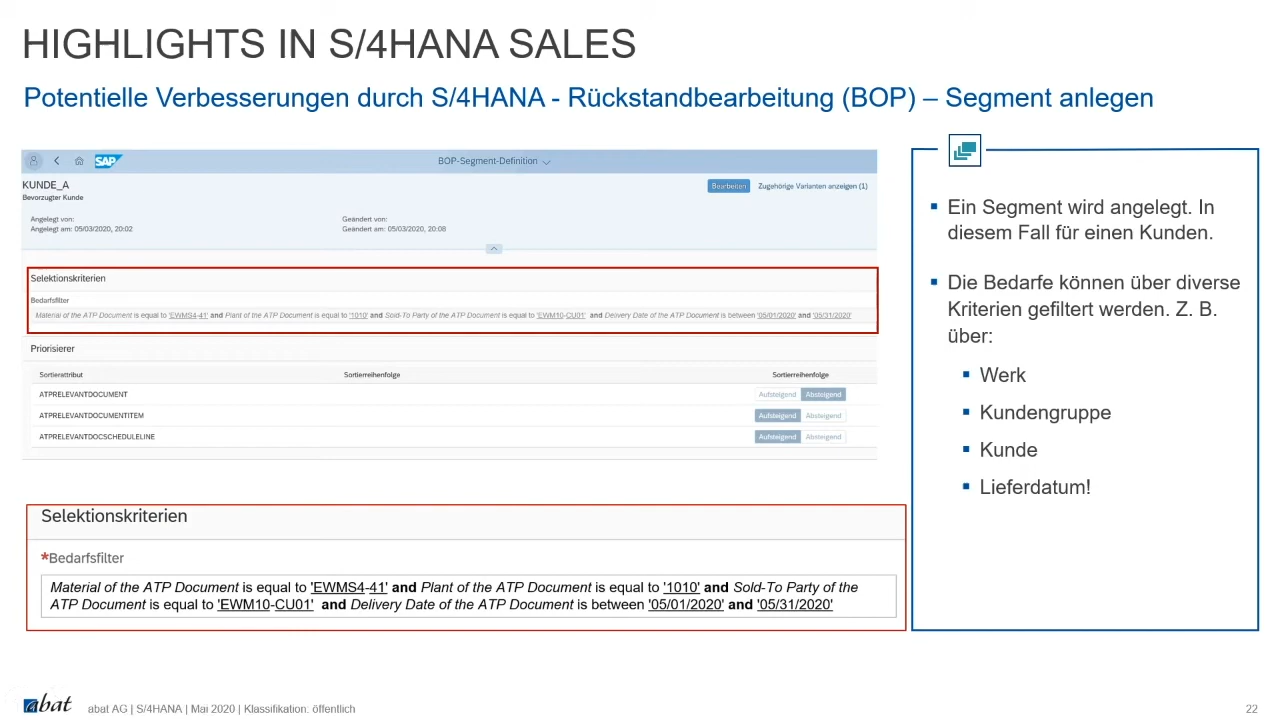 HIGHLIGHTS IN S/4HANA SALES
Potentielle Verbesserungen durch S/4HANA - Rückstandbearbeitung (BOP) – Segment anlegen
SAP
BOP-Segment-Definition
KUNDE_A
Bevorzugter Kunde
Bearbeiten
Zugehörige Varianten anzeigen (1)
Angelegt von:
Angelegt am: 05/03/2020, 20:02
Geändert von:
Geändert am: 05/03/2020, 20:08
Selektionskriterien
Bedarfsfilter
Material of the ATP Document is equal to 'EWMS4-41' and Plant of the ATP Document is equal to '1010' and Sold-To Party of the ATP Document is equal to 'EWM10-CU01' and Delivery Date of the ATP Document is between '05/01/2020' and '05/31/2020'
Priorisierer
Sortierattribut Sortierreihenfolge Sortierreihenfolge
ATPRELEVANTDOCUMENT Aufsteigend Absteigend
ATPRELEVANTDOCUMENTITEM Aufsteigend Absteigend
ATPRELEVANTDOCSCHEDULELINE Aufsteigend Absteigend
Selektionskriterien
*Bedarfsfilter
Material of the ATP Document is equal to 'EWMS4-41' and Plant of the ATP Document is equal to '1010' and Sold-To Party of the
ATP Document is equal to 'EWM10-CU01' and Delivery Date of the ATP Document is between '05/01/2020' and '05/31/2020'
Ein Segment wird angelegt. In
diesem Fall für einen Kunden.
Die Bedarfe können über diverse
Kriterien gefiltert werden. Z. B.
über:
Werk
Kundengruppe
Kunde
Lieferdatum!
abat
abat AG | S/4HANA | Mai 2020 | Klassifikation: öffentlich
22